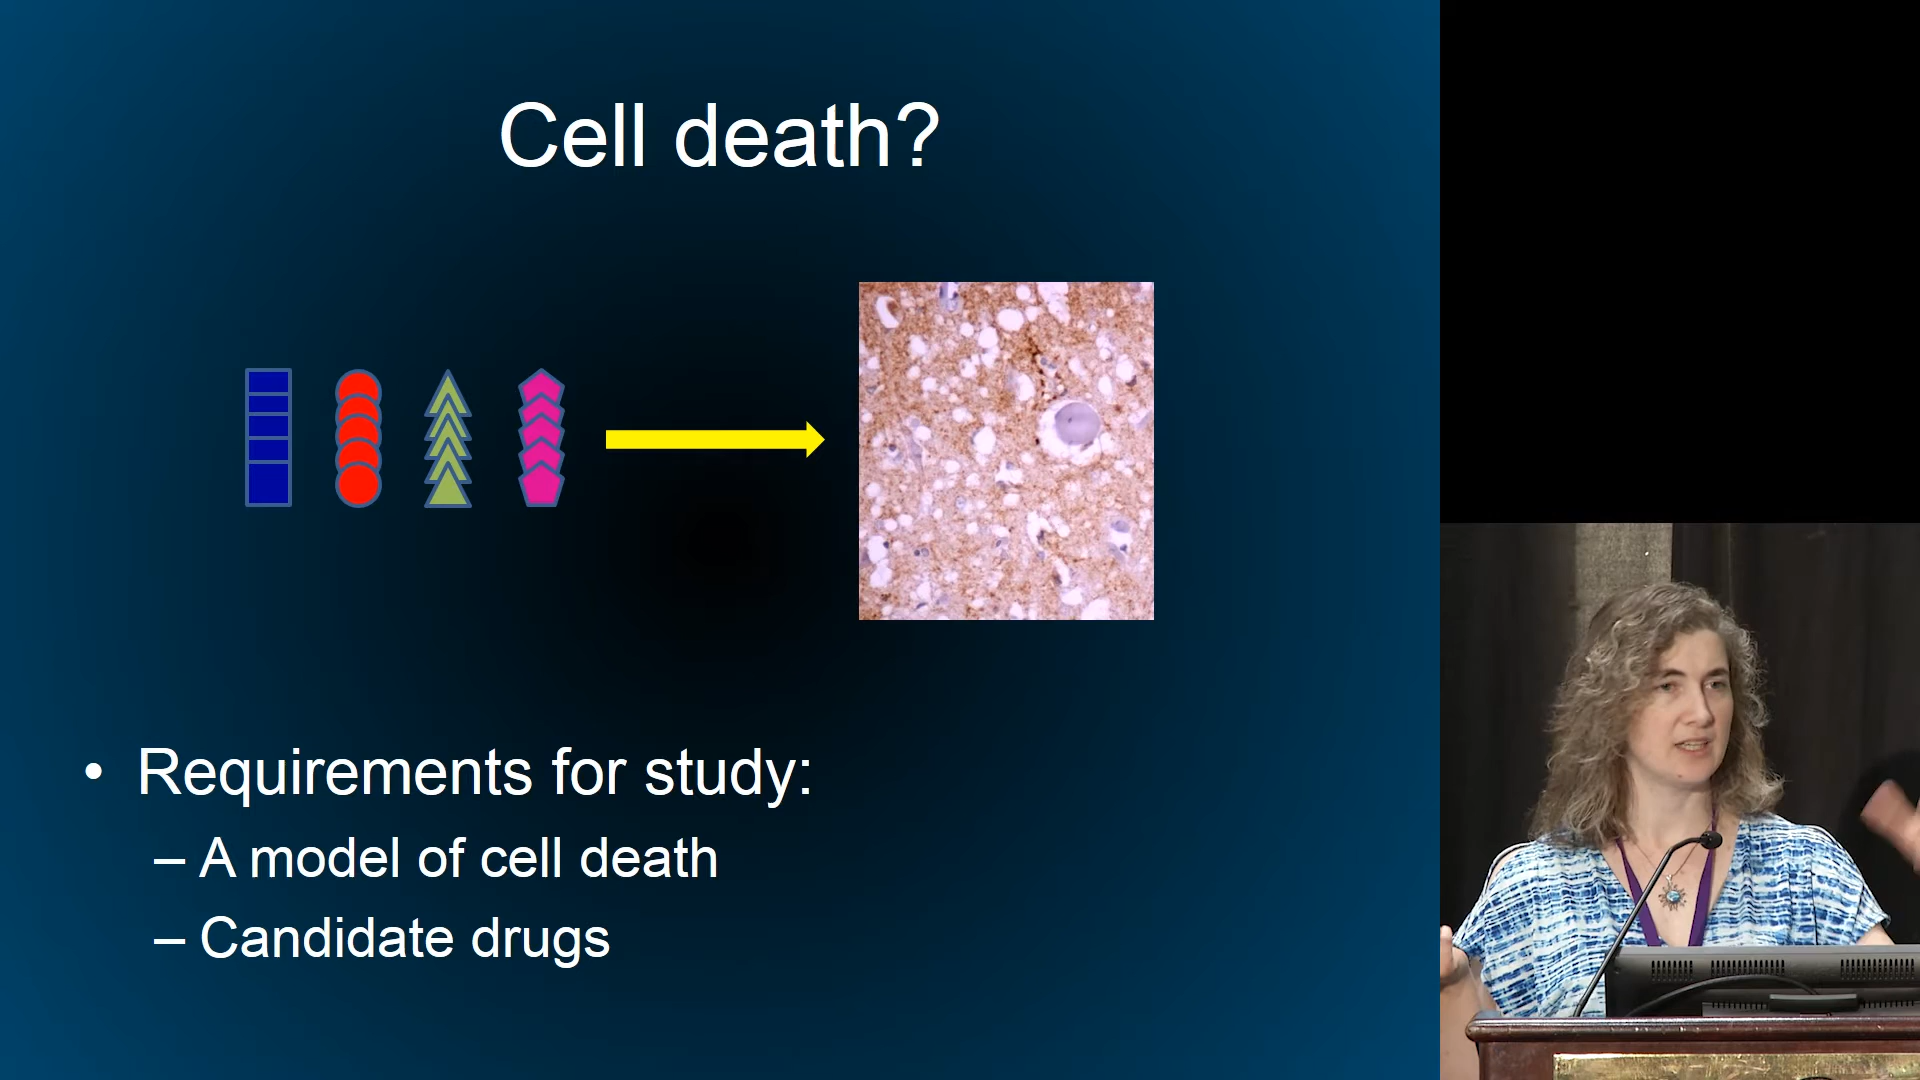 Cell death?
• Requirements for study:
– A model of cell death
– Candidate drugs